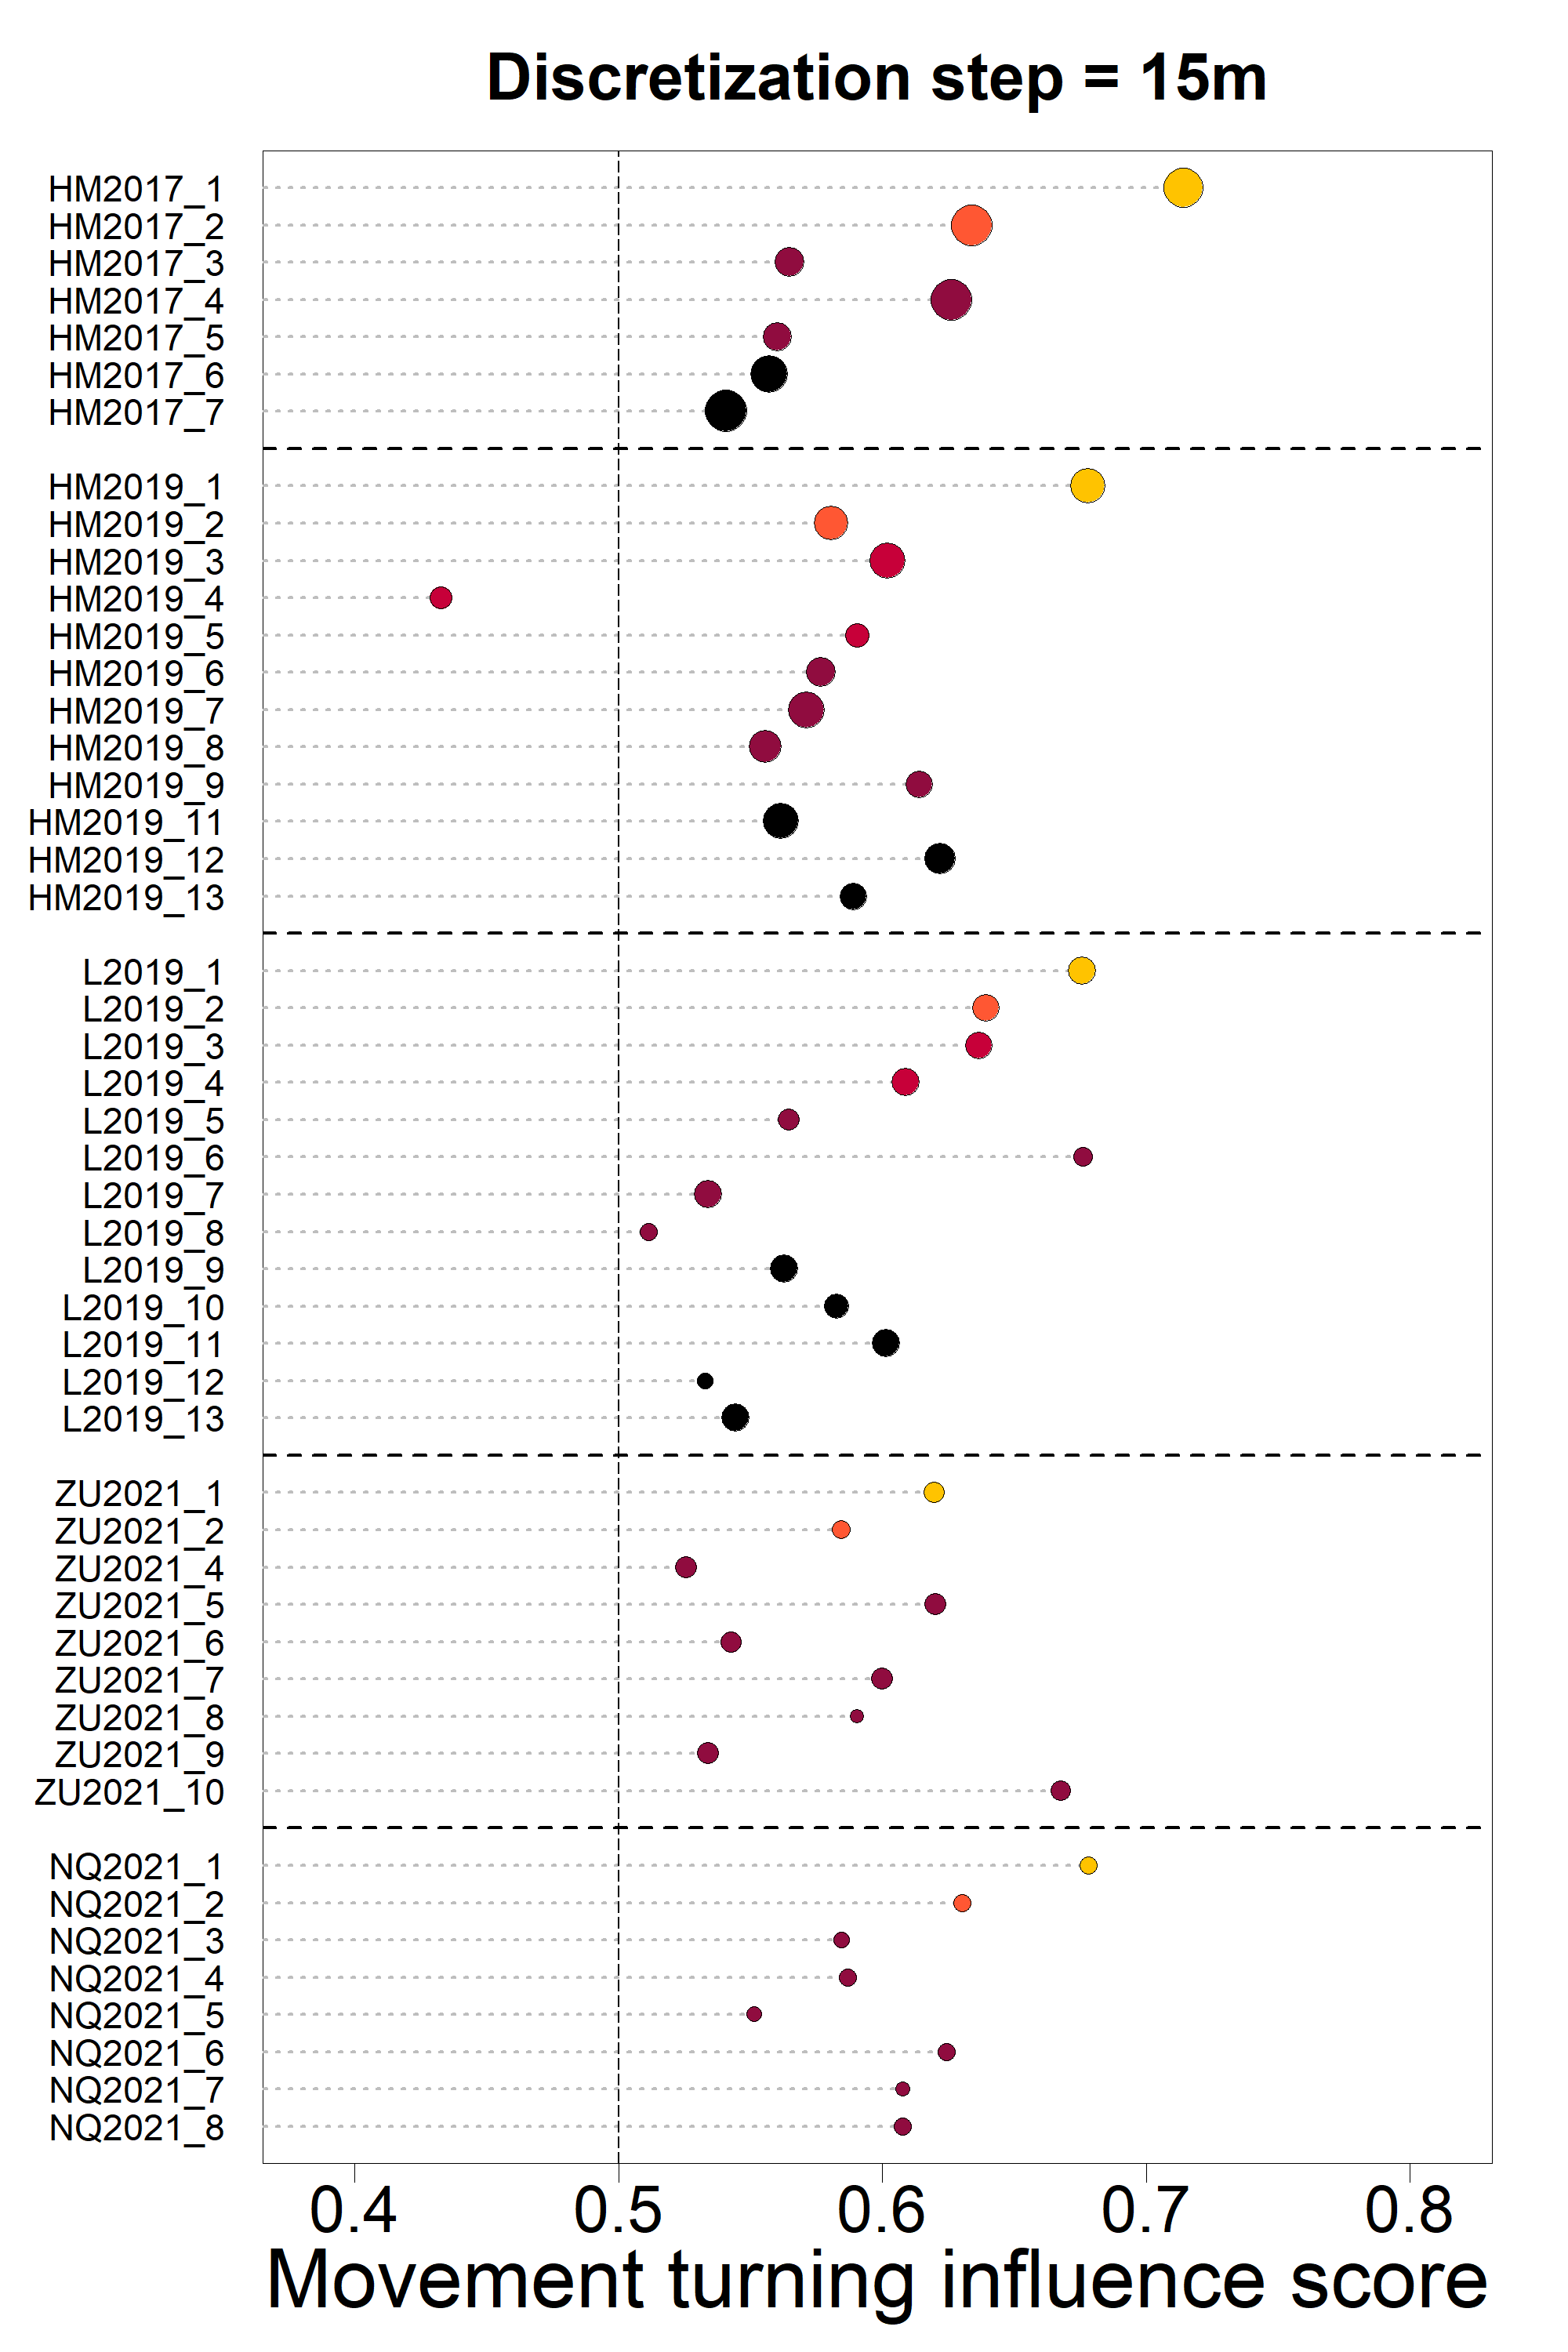 Discretization step = 15m
HM2017_1
HM2017_2
HM2017_3
HM2017_4
HM2017_5
HM2017_6
HM2017_7
HM2019_1
HM2019_2
HM2019_3
HM2019_4
HM2019_5
HM2019_6
HM2019_7
HM2019_8
HM2019_9
HM2019_11
HM2019_12
HM2019_13
L2019_1
L2019_2
L2019_3
L2019_4
L2019_5
L2019_6
L2019_7
L2019_8
L2019_9
L2019_10
L2019_11
L2019_12
L2019_13
ZU2021_1
ZU2021_2
ZU2021_4
ZU2021_5
ZU2021_6
ZU2021_7
ZU2021_8
ZU2021_9
ZU2021_10
NQ2021_1
NQ2021_2
NQ2021_3
NQ2021_4
NQ2021_5
NQ2021_6
NQ2021_7
NQ2021_8
0.4 0.5 0.6 0.7 0.8
Movement turning influence score